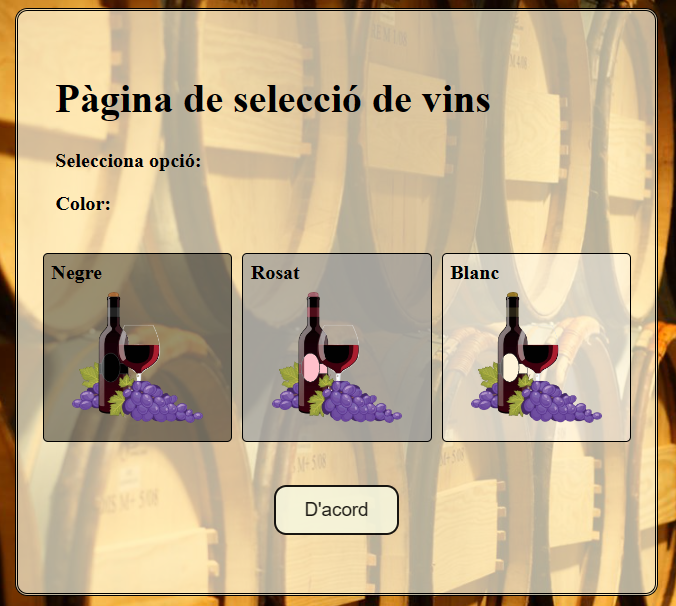 Pàgina de selecció de vins
Selecciona opció:
Color:
Negre
Rosat
Blanc
D'acord